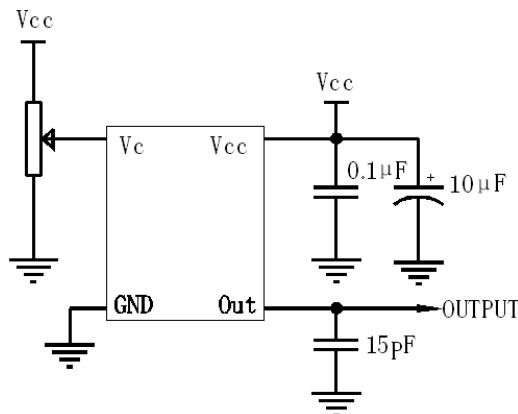 Vcc
Vcc
Vc
Vcc
0.1μF
+
10μF
GND
Out
OUTPUT
15pF